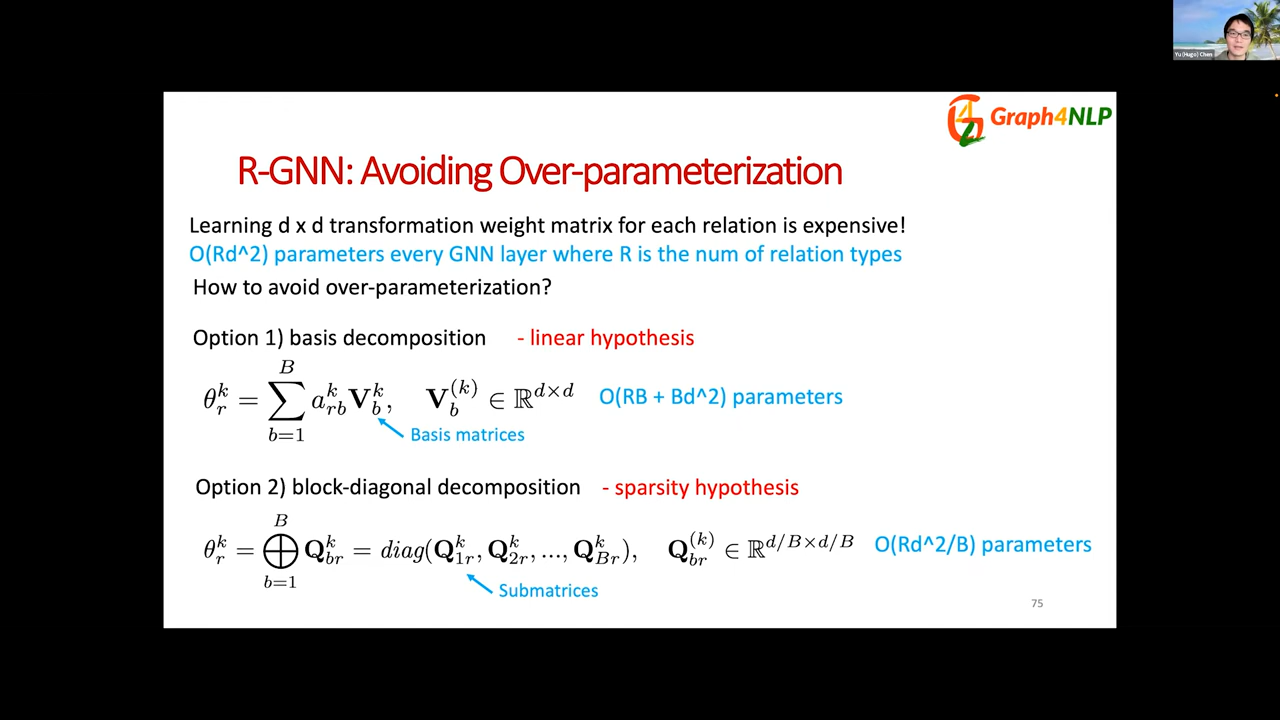 Yu (Hugo) Chen
Graph4NLP
R-GNN: Avoiding Over-parameterization
Learning d x d transformation weight matrix for each relation is expensive!
O(Rd^2) parameters every GNN layer where R is the num of relation types
How to avoid over-parameterization?
Option 1) basis decomposition - linear hypothesis
θ_r^k = ∑_{b=1}^{B} a_{rb}^k V_b^k, V_b^{(k)} ∈ ℝ^{d×d} O(RB + Bd^2) parameters
Basis matrices
Option 2) block-diagonal decomposition - sparsity hypothesis
θ_r^k = ⊕_{b=1}^{B} Q_{br}^k = diag(Q_{1r}^k, Q_{2r}^k, ..., Q_{Br}^k), Q_{br}^{(k)} ∈ ℝ^{d/B×d/B} O(Rd^2/B) parameters
Submatrices
75